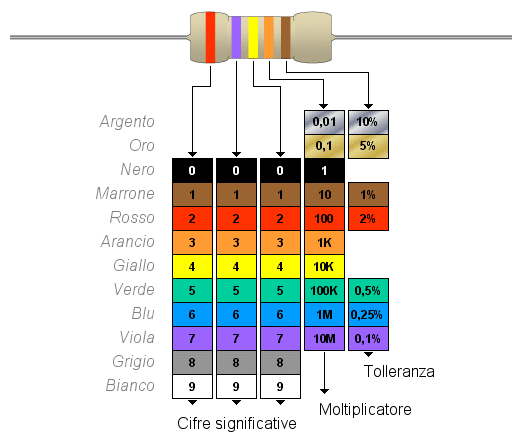 Argento 0,01 10%
Oro 0,1 5%
Nero 0 0 0 1
Marrone 1 1 1 10 1%
Rosso 2 2 2 100 2%
Arancio 3 3 3 1K
Giallo 4 4 4 10K
Verde 5 5 5 100K 0,5%
Blu 6 6 6 1M 0,25%
Viola 7 7 7 10M 0,1%
Grigio 8 8 8
Bianco 9 9 9
Tolleranza
Moltiplicatore
Cifre significative